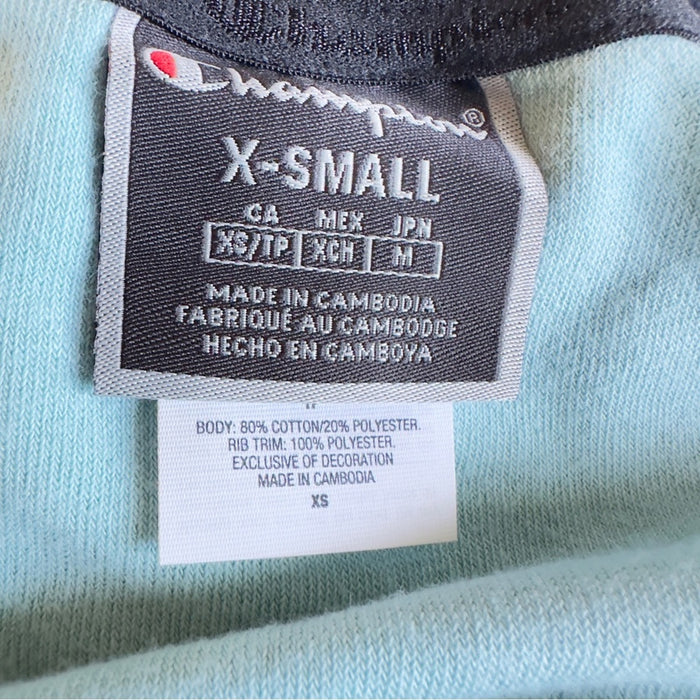 Champion®
X-SMALL
CA MEX JPN
XS/TP XCH M
MADE IN CAMBODIA
FABRIQUÉ AU CAMBODGE
HECHO EN CAMBOYA
BODY: 80% COTTON/20% POLYESTER.
RIB TRIM: 100% POLYESTER.
EXCLUSIVE OF DECORATION
MADE IN CAMBODIA
XS